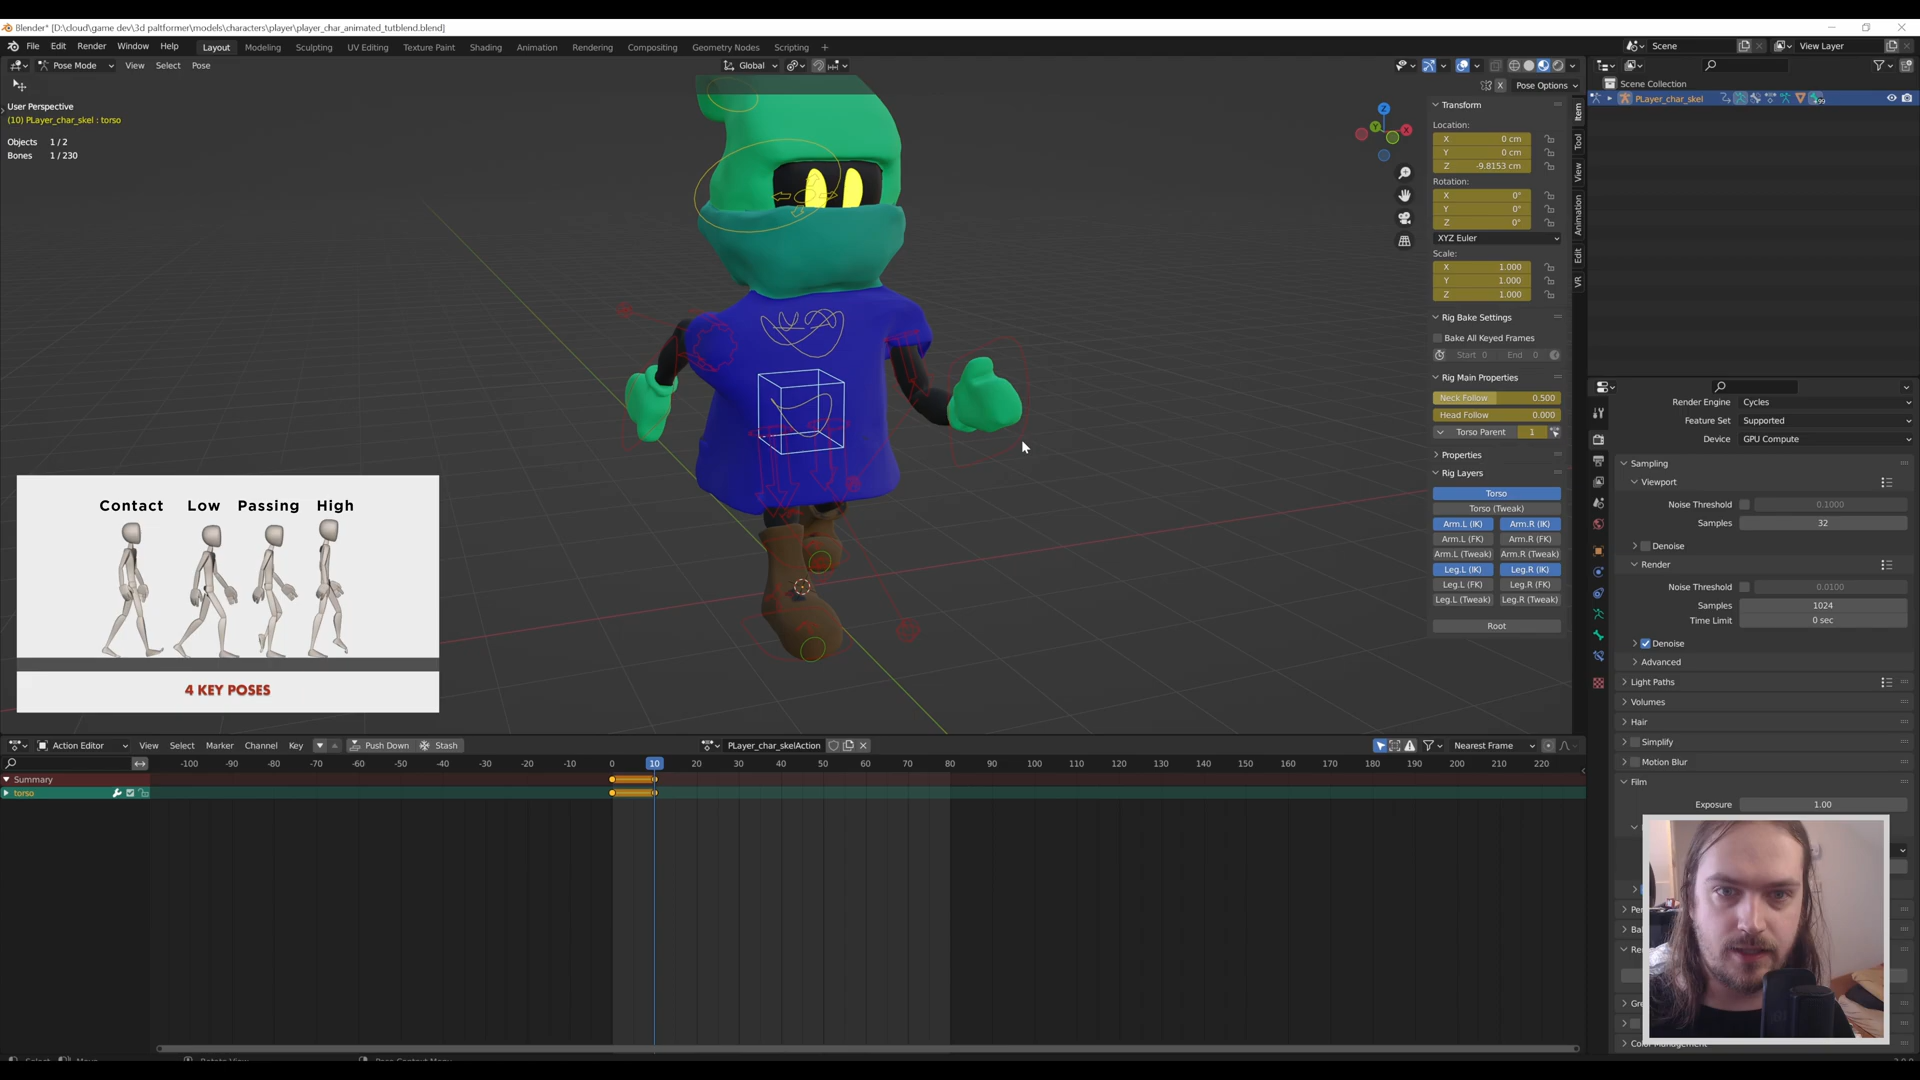 Blender* [D:\cloud\game dev\3d paltformer\models\characters\player\player_char_animated_tutblend.blend]
File Edit Render Window Help Layout Modeling Sculpting UV Editing Texture Paint Shading Animation Rendering Compositing Geometry Nodes Scripting + Scene View Layer
Pose Mode View Select Pose Global
X Pose Options
User Perspective
(10) PLayer_char_skel : torso
Objects 1 / 2
Bones 1 / 230
Z
Y
X
Transform
Location:
X 0 cm
Y 0 cm
Z -9.8153 cm
Rotation:
X 0°
Y 0°
Z 0°
XYZ Euler
Scale:
X 1.000
Y 1.000
Z 1.000
Rig Bake Settings
Bake All Keyed Frames
Start 0 End 0
Rig Main Properties
Neck Follow 0.500
Head Follow 0.000
Torso Parent 1
Properties
Rig Layers
Torso
Torso (Tweak)
Arm.L (IK) Arm.R (IK)
Arm.L (FK) Arm.R (FK)
Arm.L (Tweak) Arm.R (Tweak)
Leg.L (IK) Leg.R (IK)
Leg.L (FK) Leg.R (FK)
Leg.L (Tweak) Leg.R (Tweak)
Root
Item
Tool
View
Animation
Edit
VR
Scene Collection
PLayer_char_skel 99
Render Engine Cycles
Feature Set Supported
Device GPU Compute
Sampling
Viewport
Noise Threshold 0.1000
Samples 32
Denoise
Render
Noise Threshold 0.0100
Samples 1024
Time Limit 0 sec
Denoise
Advanced
Light Paths
Volumes
Hair
Simplify
Motion Blur
Film
Exposure 1.00
Contact Low Passing High
4 KEY POSES
Action Editor View Select Marker Channel Key Push Down Stash PLayer_char_skelAction Nearest Frame
-100 -90 -80 -70 -60 -50 -40 -30 -20 -10 0 10 20 30 40 50 60 70 80 90 100 110 120 130 140 150 160 170 180 190 200 210 220
Summary
torso